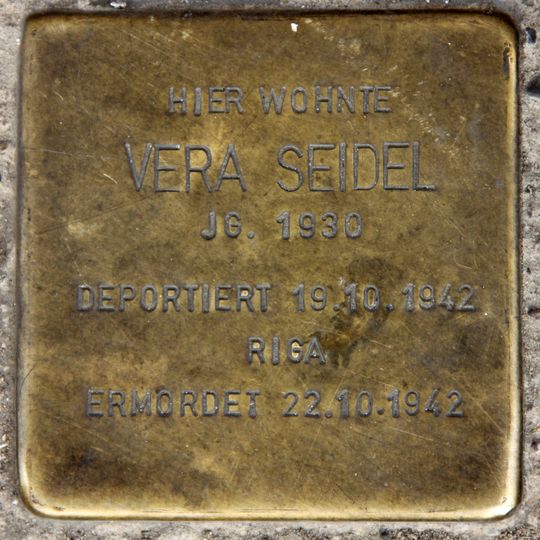 HIER WOHNTE
VERA SEIDEL
JG. 1930
DEPORTIERT 19.10.1942
RIGA
ERMORDET 22.10.1942